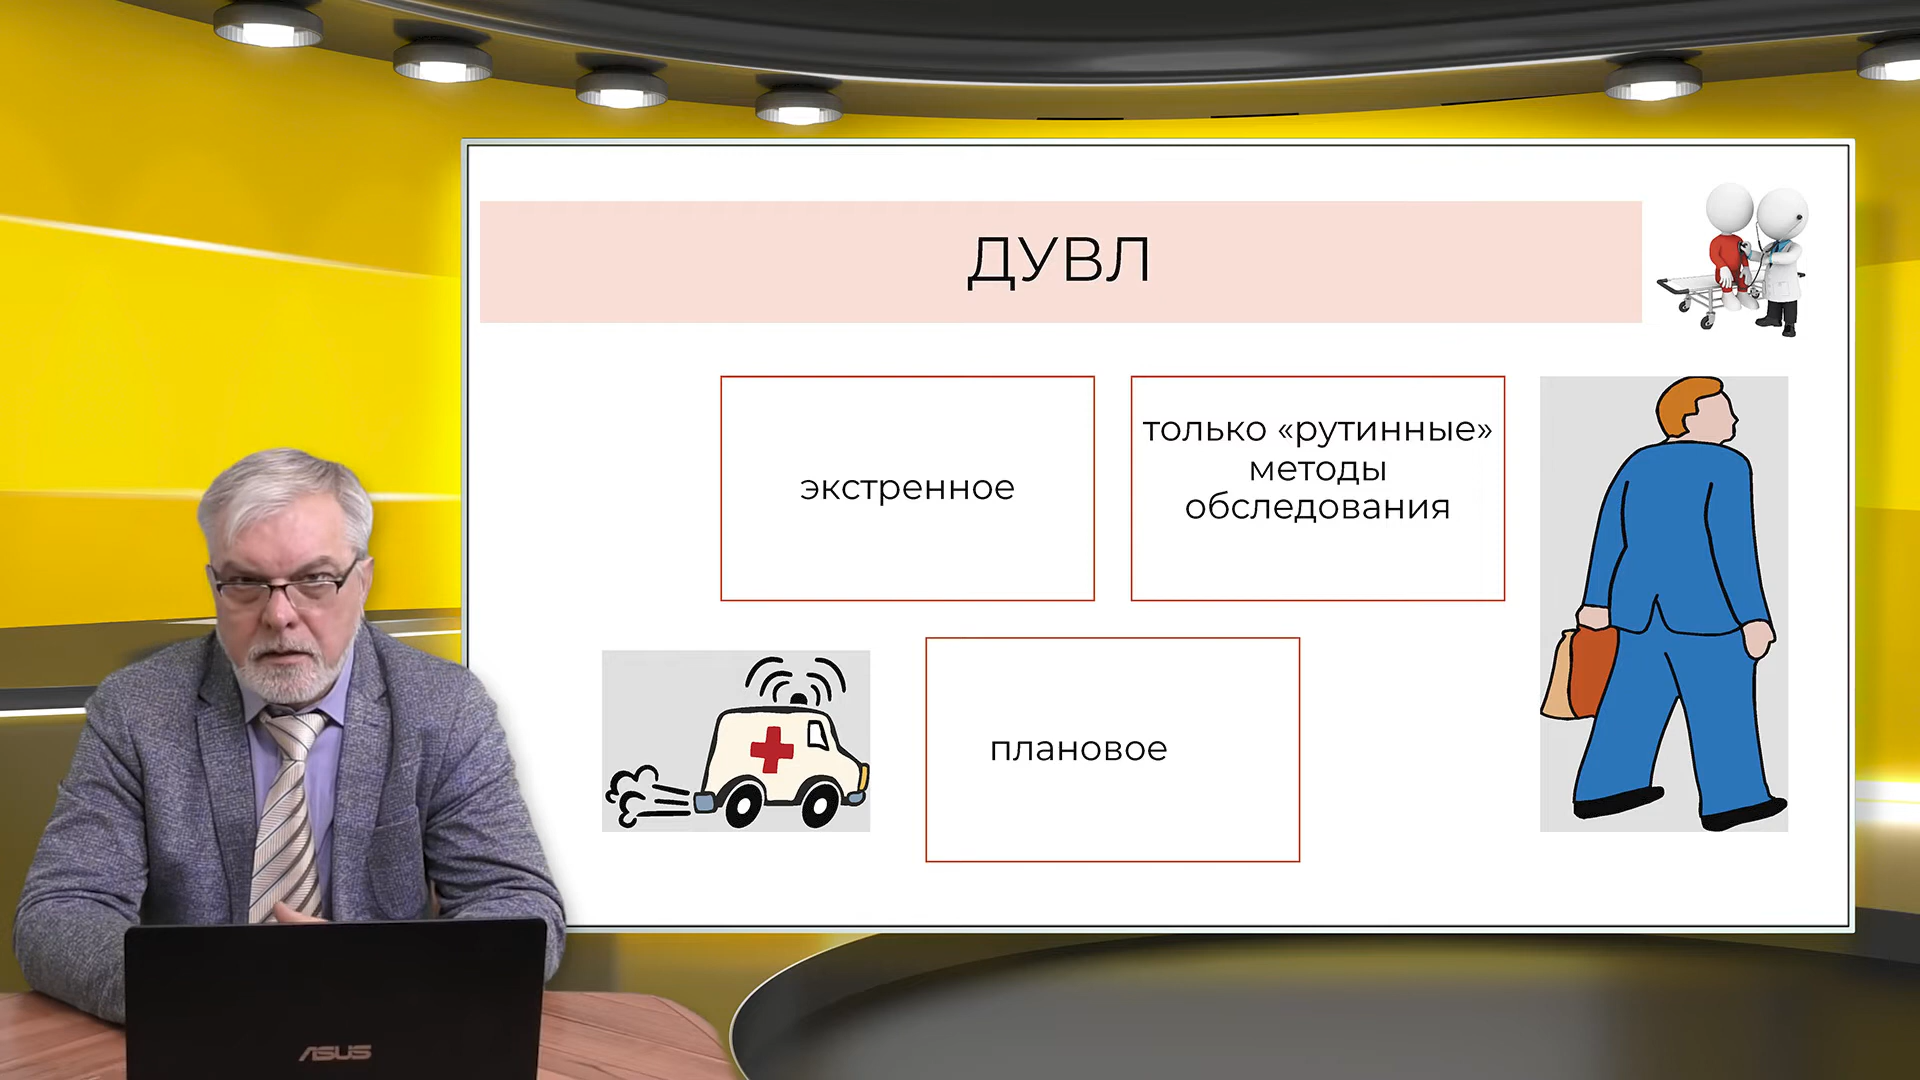 ДУВЛ
экстренное
только «рутинные»
методы
обследования
плановое
ASUS